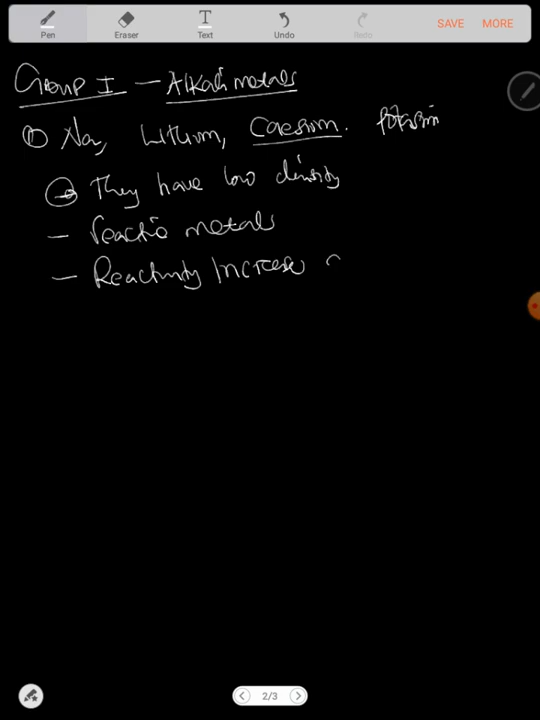 Pen Eraser Text Undo Redo SAVE MORE
Group I — Alkali metals
① Na, Lithium, Caesium. Potassium
They have low density
— reactive metals
— Reactivity Increase
2/3